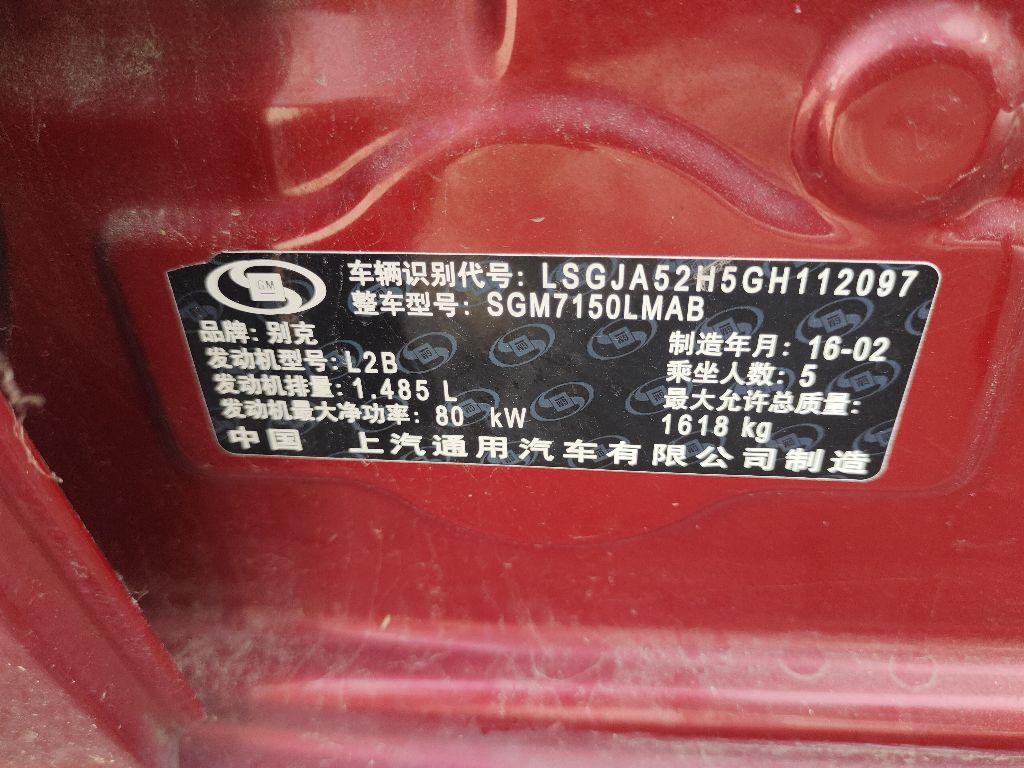 车辆识别代号: LSGJA52H5GH112097
整车型号: SGM7150LMAB
GM
品牌: 别克
发动机型号: L2B
发动机排量: 1.485 L
发动机最大净功率: 80 kW
制造年月: 16-02
乘坐人数: 5
最大允许总质量:
1618 kg
中国 上汽通用汽车有限公司制造